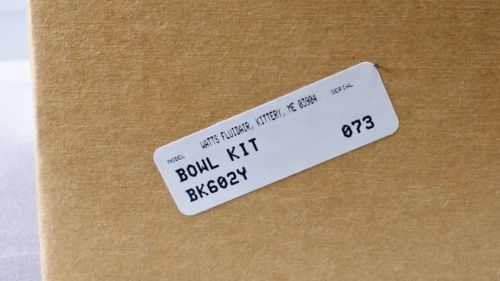 WATTS FLUIDAIR, KITTERY, ME 03904
MODEL SERIAL
BOWL KIT 073
BK602Y